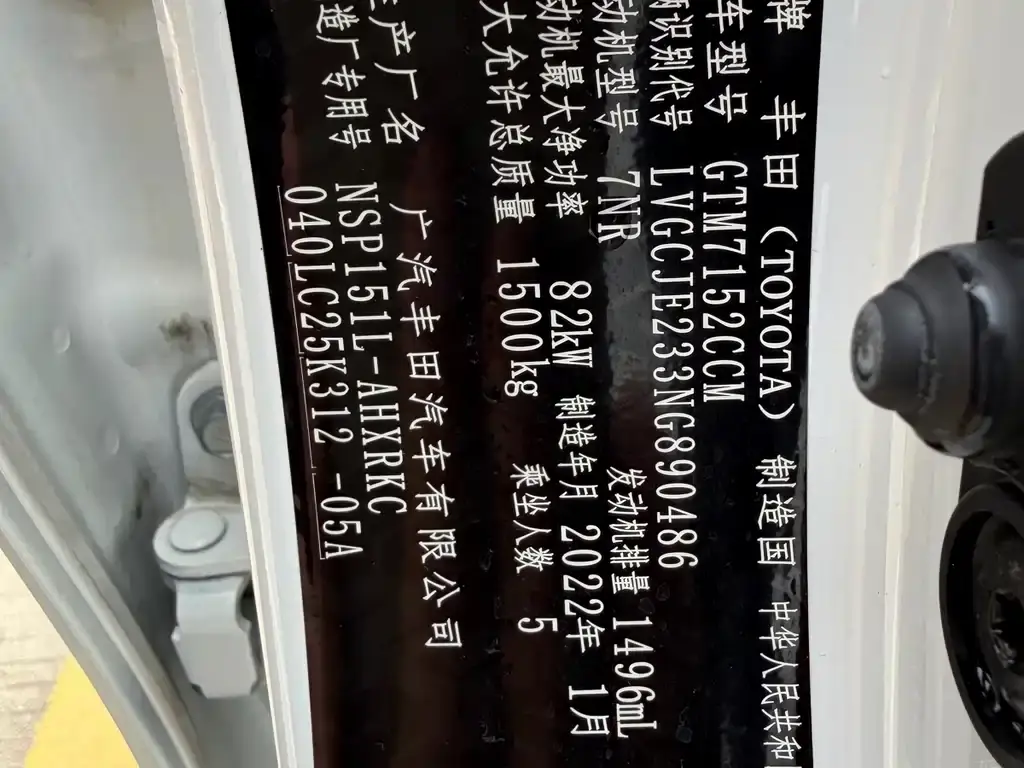 牌 丰田(TOYOTA) 制造国 中华人民共和
车型号 GTM7152CCM
识别代号 LVGCJE233NG890486
动机型号 7NR 发动机排量 1496mL
动机最大净功率 82kW 制造年月 2022年 1月
大允许总质量 1500kg 乘坐人数 5
生产厂名 广汽丰田汽车有限公司
造厂专用号 NSP151L-AHXRKC
040LC25K312-05A